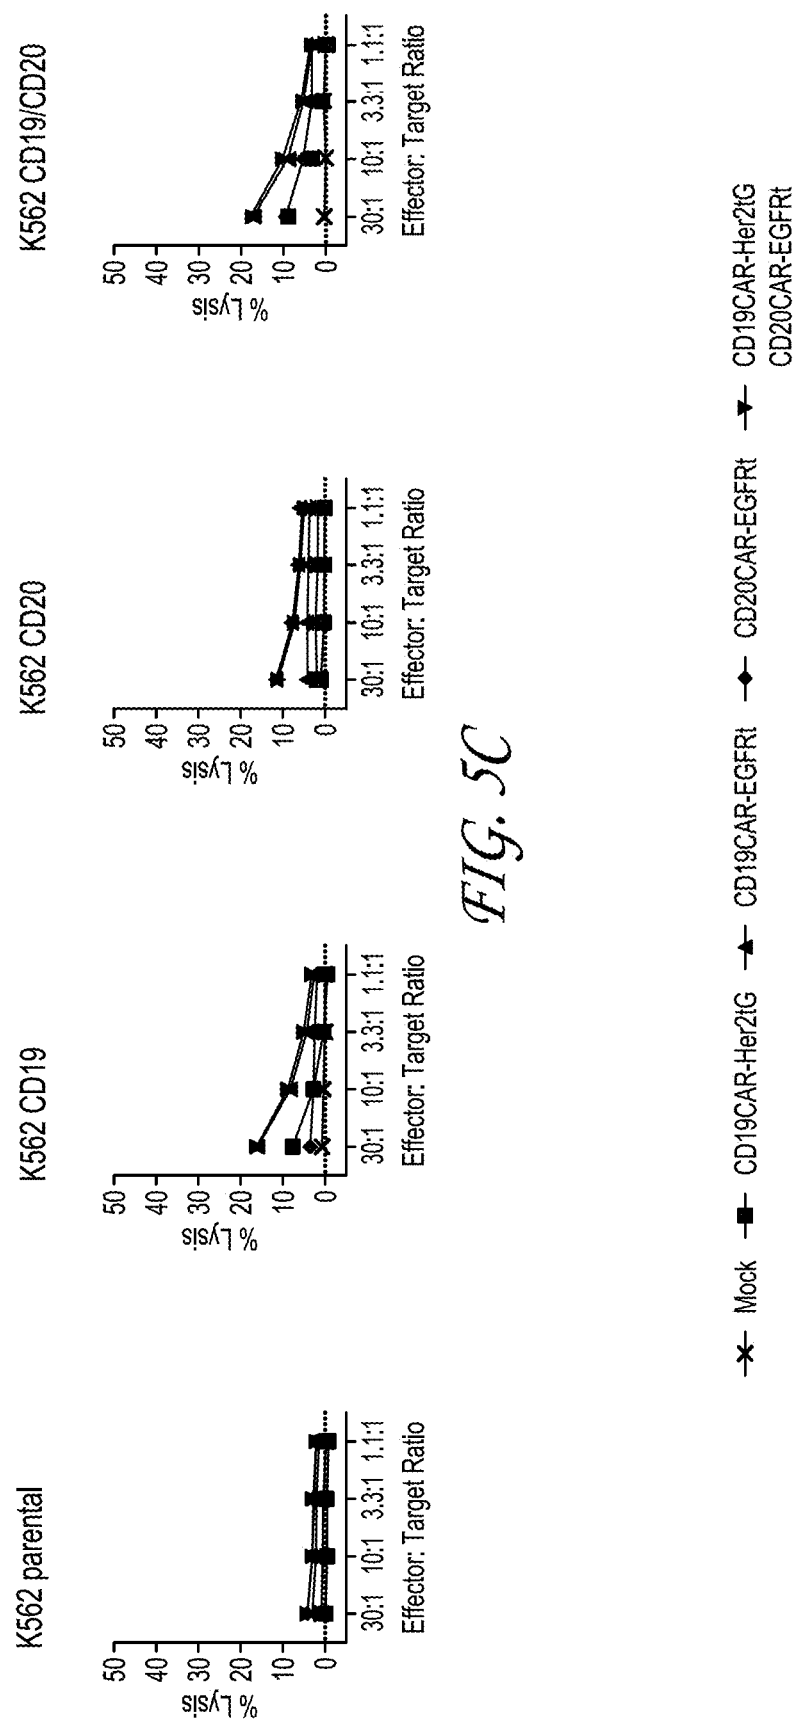 K562 parental
50
40
30
20
10
0
% Lysis
30:1 10:1 3.3:1 1.1:1
Effector: Target Ratio
K562 CD19
50
40
30
20
10
0
% Lysis
30:1 10:1 3.3:1 1.1:1
Effector: Target Ratio
K562 CD20
50
40
30
20
10
0
% Lysis
30:1 10:1 3.3:1 1.1:1
Effector: Target Ratio
K562 CD19/CD20
50
40
30
20
10
0
% Lysis
30:1 10:1 3.3:1 1.1:1
Effector: Target Ratio
FIG. 5C
Mock
CD19CAR-Her2tG
CD19CAR-EGFRt
CD20CAR-EGFRt
CD19CAR-Her2tG
CD20CAR-EGFRt